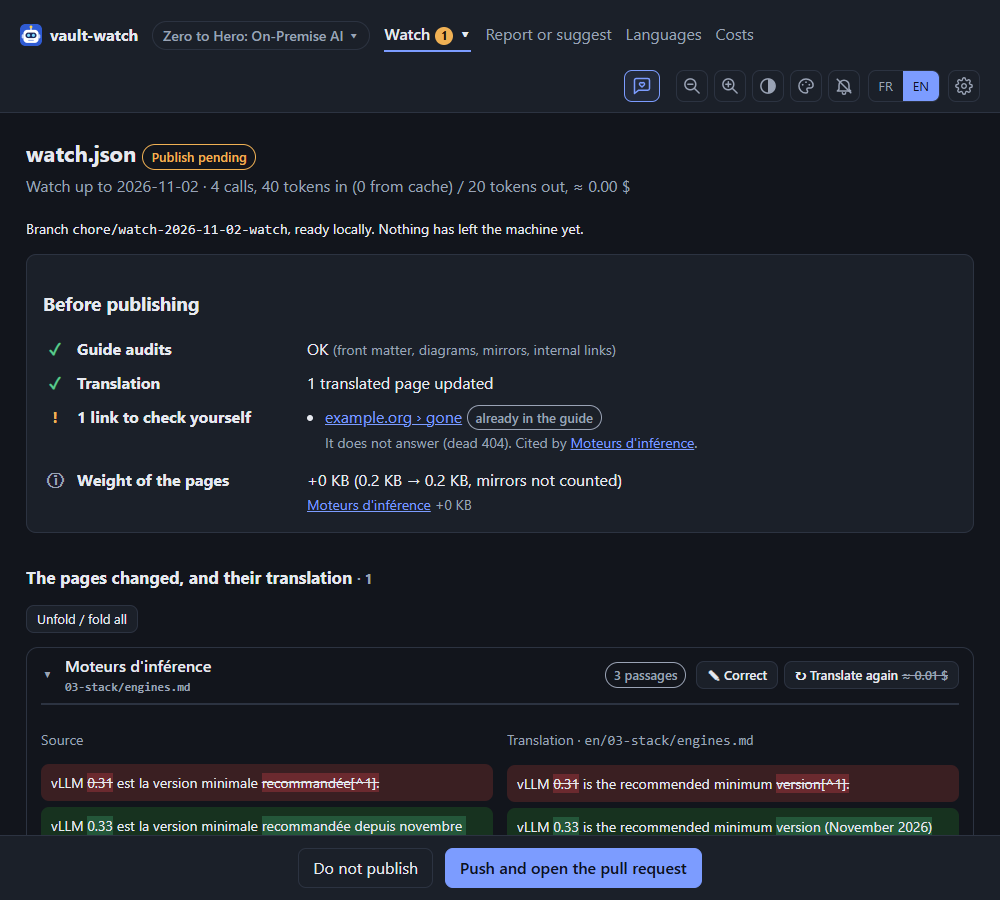 vault-watch Zero to Hero: On-Premise AI ▾ Watch 1 ▾ Report or suggest Languages Costs
FR EN
watch.json Publish pending
Watch up to 2026-11-02 · 4 calls, 40 tokens in (0 from cache) / 20 tokens out, ≈ 0.00 $
Branch chore/watch-2026-11-02-watch, ready locally. Nothing has left the machine yet.
Before publishing
✓ Guide audits OK (front matter, diagrams, mirrors, internal links)
✓ Translation 1 translated page updated
! 1 link to check yourself • example.org › gone already in the guide
It does not answer (dead 404). Cited by Moteurs d'inférence.
ⓘ Weight of the pages +0 KB (0.2 KB → 0.2 KB, mirrors not counted)
Moteurs d'inférence +0 KB
The pages changed, and their translation · 1
Unfold / fold all
▾ Moteurs d'inférence
03-stack/engines.md
3 passages ✎ Correct ↻ Translate again ≈ 0.01 $
Source
Translation · en/03-stack/engines.md
vLLM 0.31 est la version minimale recommandée[^1].
vLLM 0.31 is the recommended minimum version[^1].
vLLM 0.33 est la version minimale recommandée depuis novembre
vLLM 0.33 is the recommended minimum version (November 2026)
Do not publish Push and open the pull request